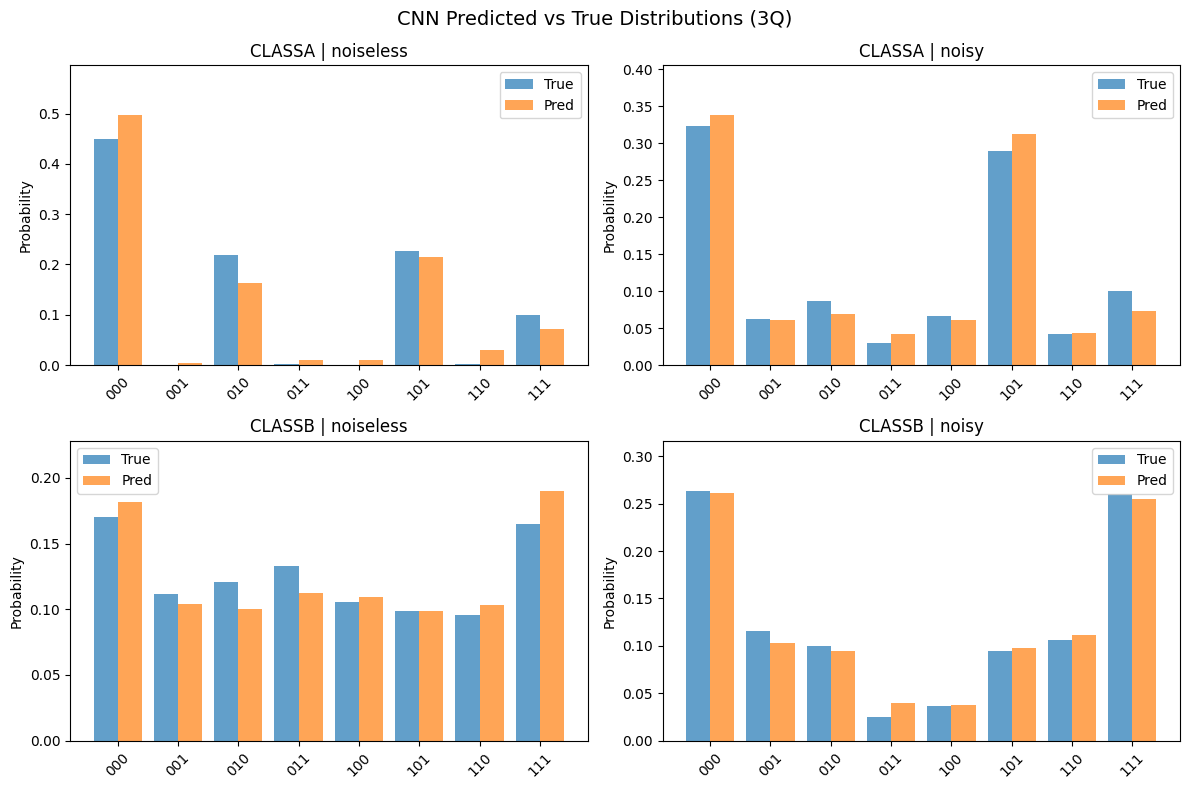 CNN Predicted vs True Distributions (3Q)
CLASSA | noiseless
Probability
0.5
0.4
0.3
0.2
0.1
0.0
True
Pred
000 001 010 011 100 101 110 111
CLASSA | noisy
Probability
0.40
0.35
0.30
0.25
0.20
0.15
0.10
0.05
0.00
True
Pred
000 001 010 011 100 101 110 111
CLASSB | noiseless
Probability
0.20
0.15
0.10
0.05
0.00
True
Pred
000 001 010 011 100 101 110 111
CLASSB | noisy
Probability
0.30
0.25
0.20
0.15
0.10
0.05
0.00
True
Pred
000 001 010 011 100 101 110 111